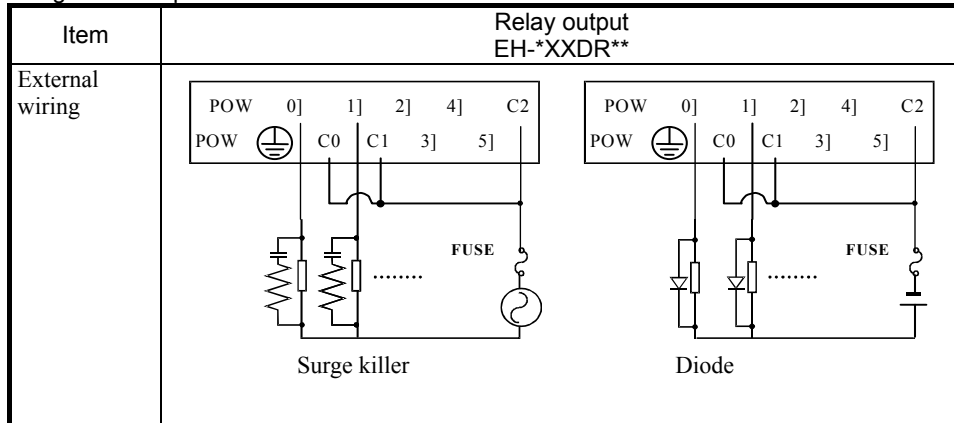 Item
Relay output
EH-*XXDR**
External
wiring
POW 0] 1] 2] 4] C2
POW C0 C1 3] 5]
FUSE
Surge killer
POW 0] 1] 2] 4] C2
POW C0 C1 3] 5]
FUSE
Diode